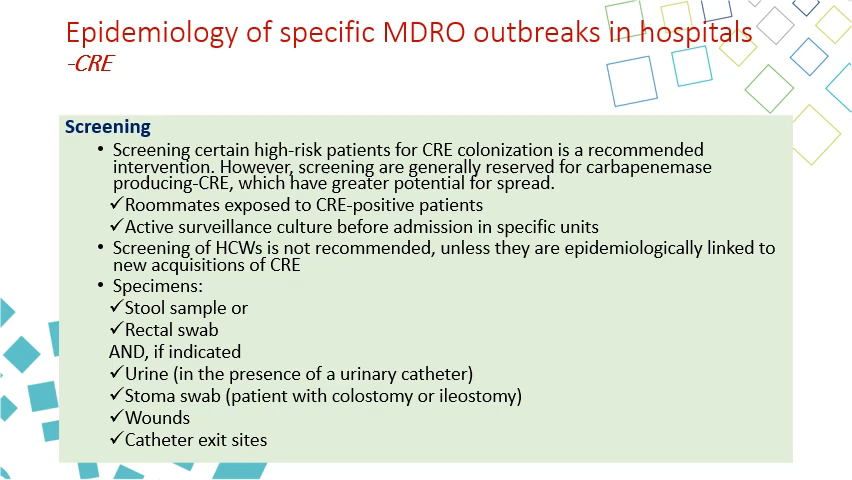 Epidemiology of specific MDRO outbreaks in hospitals
-CRE
Screening
• Screening certain high-risk patients for CRE colonization is a recommended
intervention. However, screening are generally reserved for carbapenemase
producing-CRE, which have greater potential for spread.
✓Roommates exposed to CRE-positive patients
✓Active surveillance culture before admission in specific units
• Screening of HCWs is not recommended, unless they are epidemiologically linked to
new acquisitions of CRE
• Specimens:
✓Stool sample or
✓Rectal swab
AND, if indicated
✓Urine (in the presence of a urinary catheter)
✓Stoma swab (patient with colostomy or ileostomy)
✓Wounds
✓Catheter exit sites